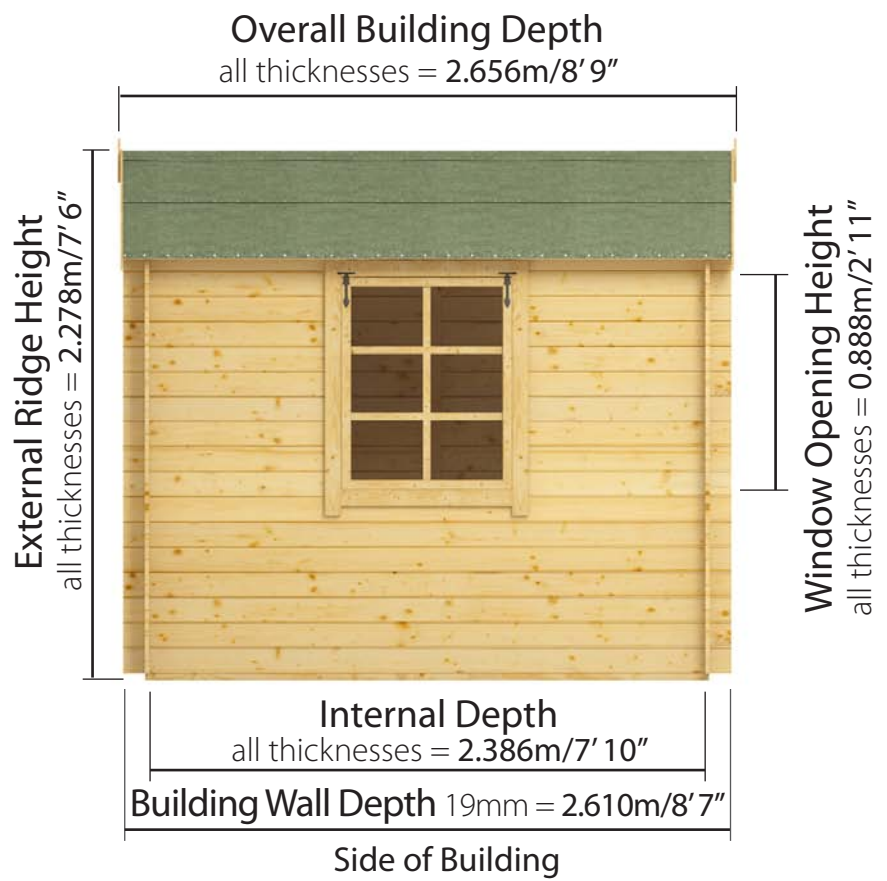 Overall Building Depth
all thicknesses = 2.656m/8’ 9”
External Ridge Height
all thicknesses = 2.278m/7’ 6”
Window Opening Height
all thicknesses = 0.888m/2’ 11”
Internal Depth
all thicknesses = 2.386m/7’ 10”
Building Wall Depth 19mm = 2.610m/8’ 7”
Side of Building